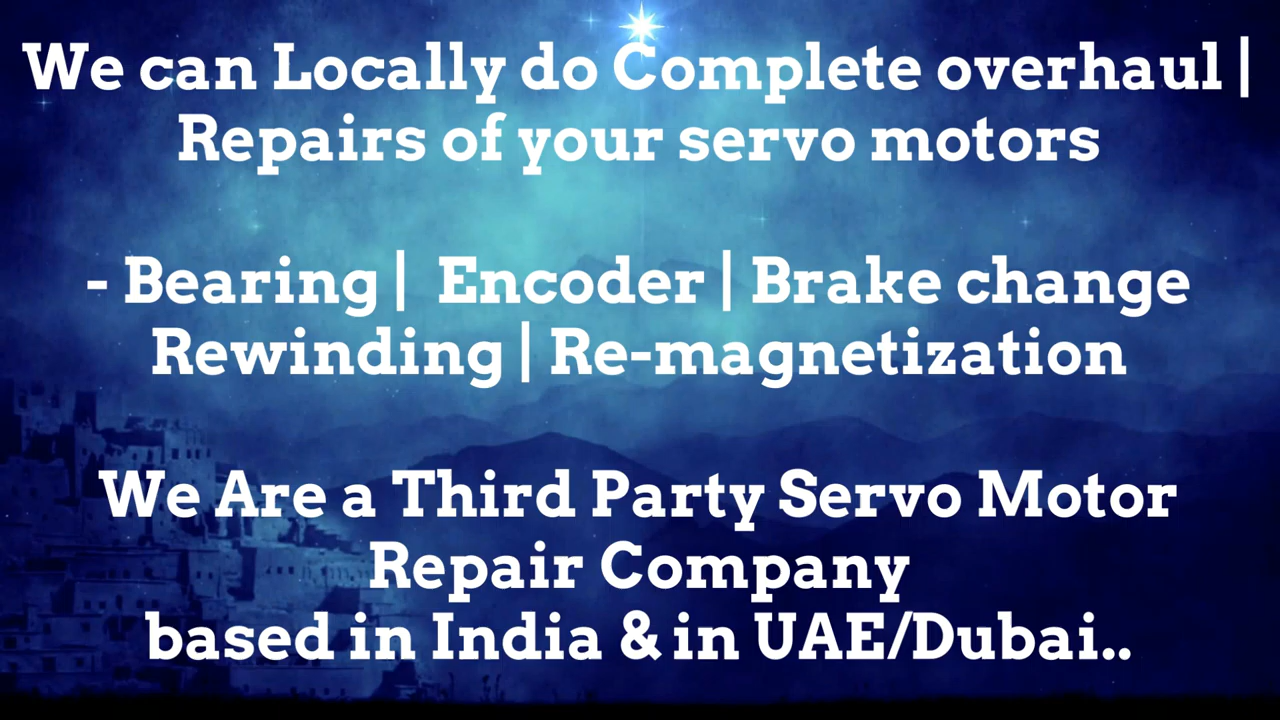 We can Locally do Complete overhaul |
Repairs of your servo motors
- Bearing | Encoder | Brake change
Rewinding | Re-magnetization
We Are a Third Party Servo Motor
Repair Company
based in India & in UAE/Dubai..